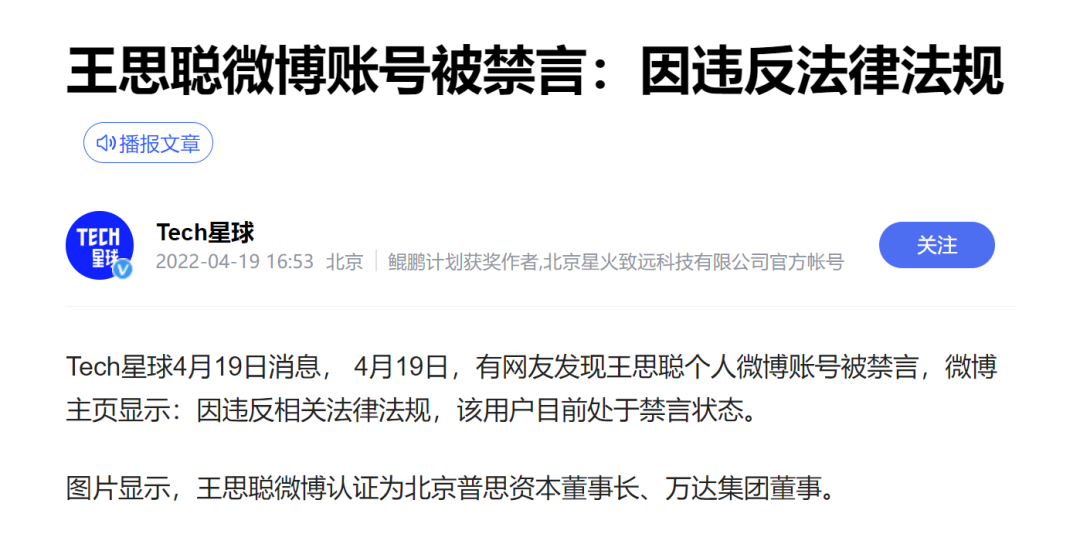 王思聪微博账号被禁言：因违反法律法规
播报文章
TECH
星球
Tech星球
2022-04-19 16:53 北京 鲲鹏计划获奖作者,北京星火致远科技有限公司官方帐号
关注
Tech星球4月19日消息， 4月19日，有网友发现王思聪个人微博账号被禁言，微博
主页显示：因违反相关法律法规，该用户目前处于禁言状态。
图片显示，王思聪微博认证为北京普思资本董事长、万达集团董事。